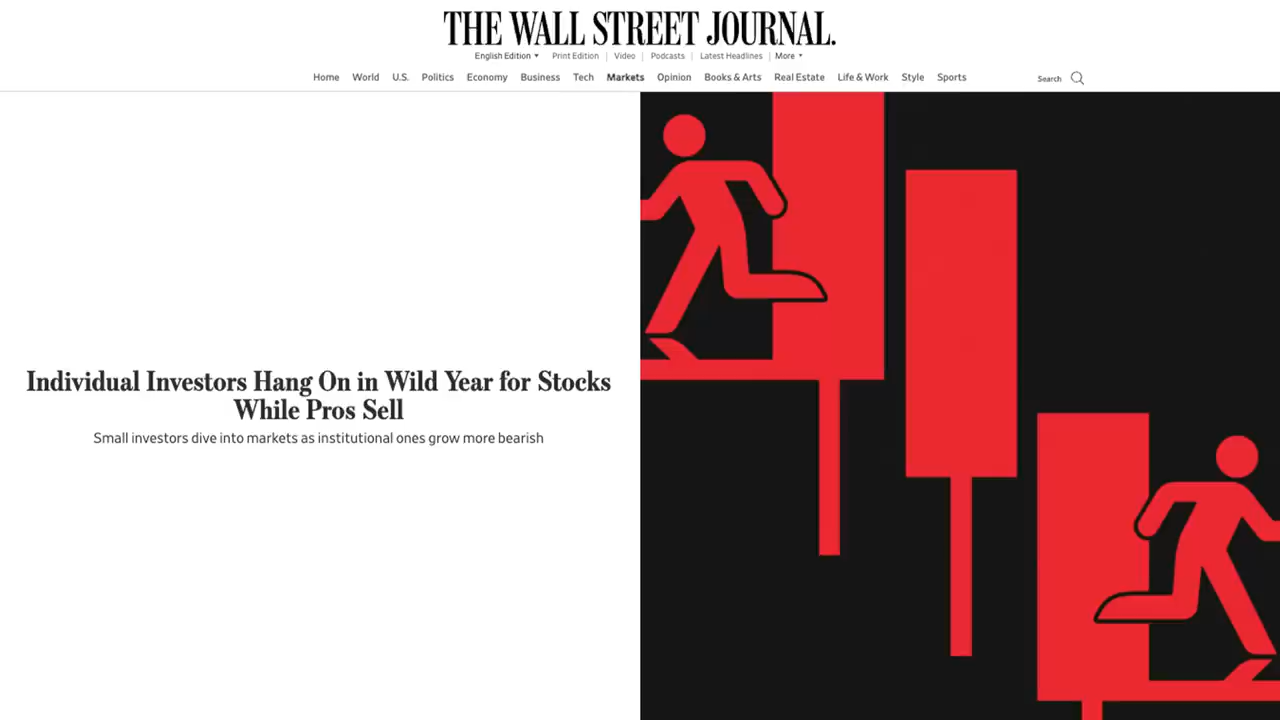 THE WALL STREET JOURNAL.
English Edition Print Edition Video Podcasts Latest Headlines More
Home World U.S. Politics Economy Business Tech Markets Opinion Books & Arts Real Estate Life & Work Style Sports Search
Individual Investors Hang On in Wild Year for Stocks
While Pros Sell
Small investors dive into markets as institutional ones grow more bearish